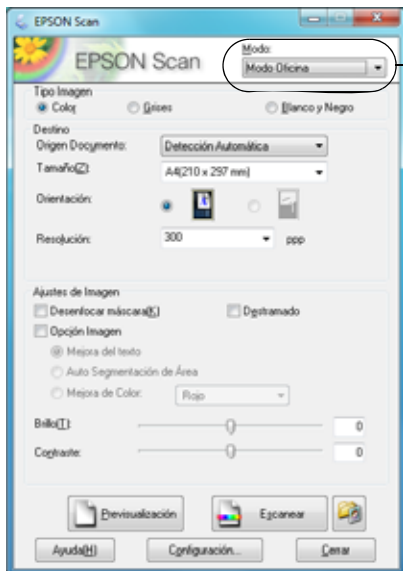 EPSON Scan
EPSON Scan
Modo:
Modo Oficina
Tipo Imagen
Color
Grises
Blanco y Negro
Destino
Origen Documento:
Detección Automática
Tamaño(Z):
A4(210 x 297 mm)
Orientación:
Resolución:
300
ppp
Ajustes de Imagen
Desenfocar máscara(K)
Destramado
Opción Imagen
Mejora del texto
Auto Segmentación de Área
Mejora de Color:
Rojo
Brillo(T):
0
Contraste:
0
Previsualización
Escanear
Ayuda(H)
Configuración...
Cerrar